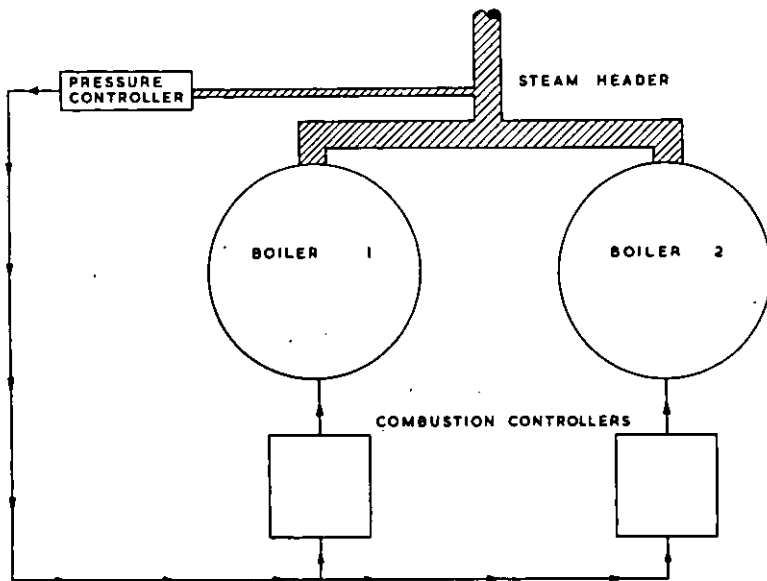 PRESSURE
CONTROLLER
STEAM HEADER
BOILER 1
BOILER 2
COMBUSTION CONTROLLERS